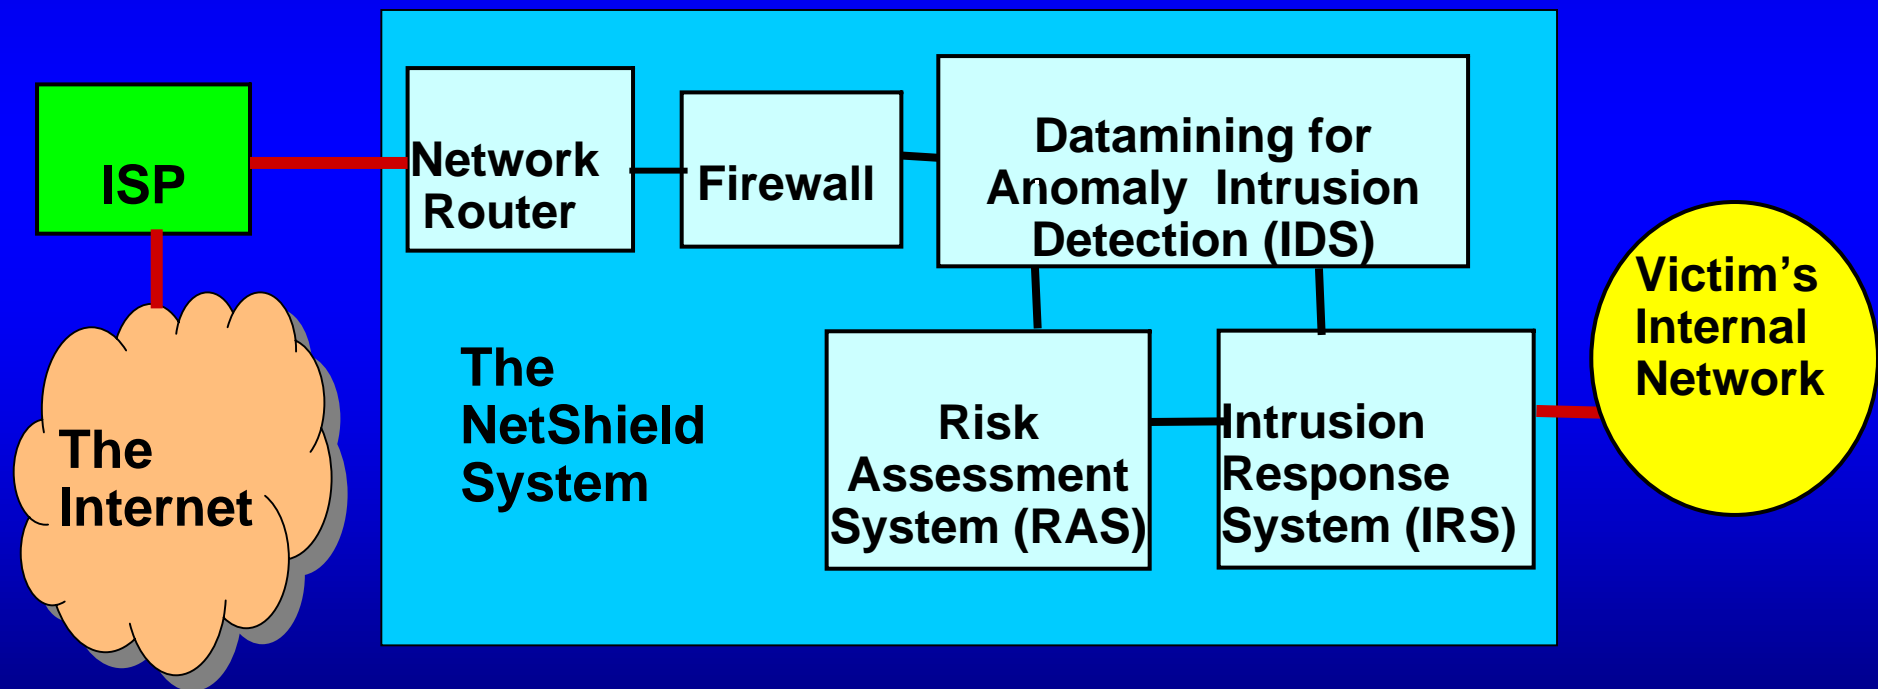 ISP
Network
Router
Firewall
Datamining for
Anomaly Intrusion
Detection (IDS)
Victim’s
Internal
Network
The
NetShield
System
Risk
Assessment
System (RAS)
Intrusion
Response
System (IRS)
The
Internet